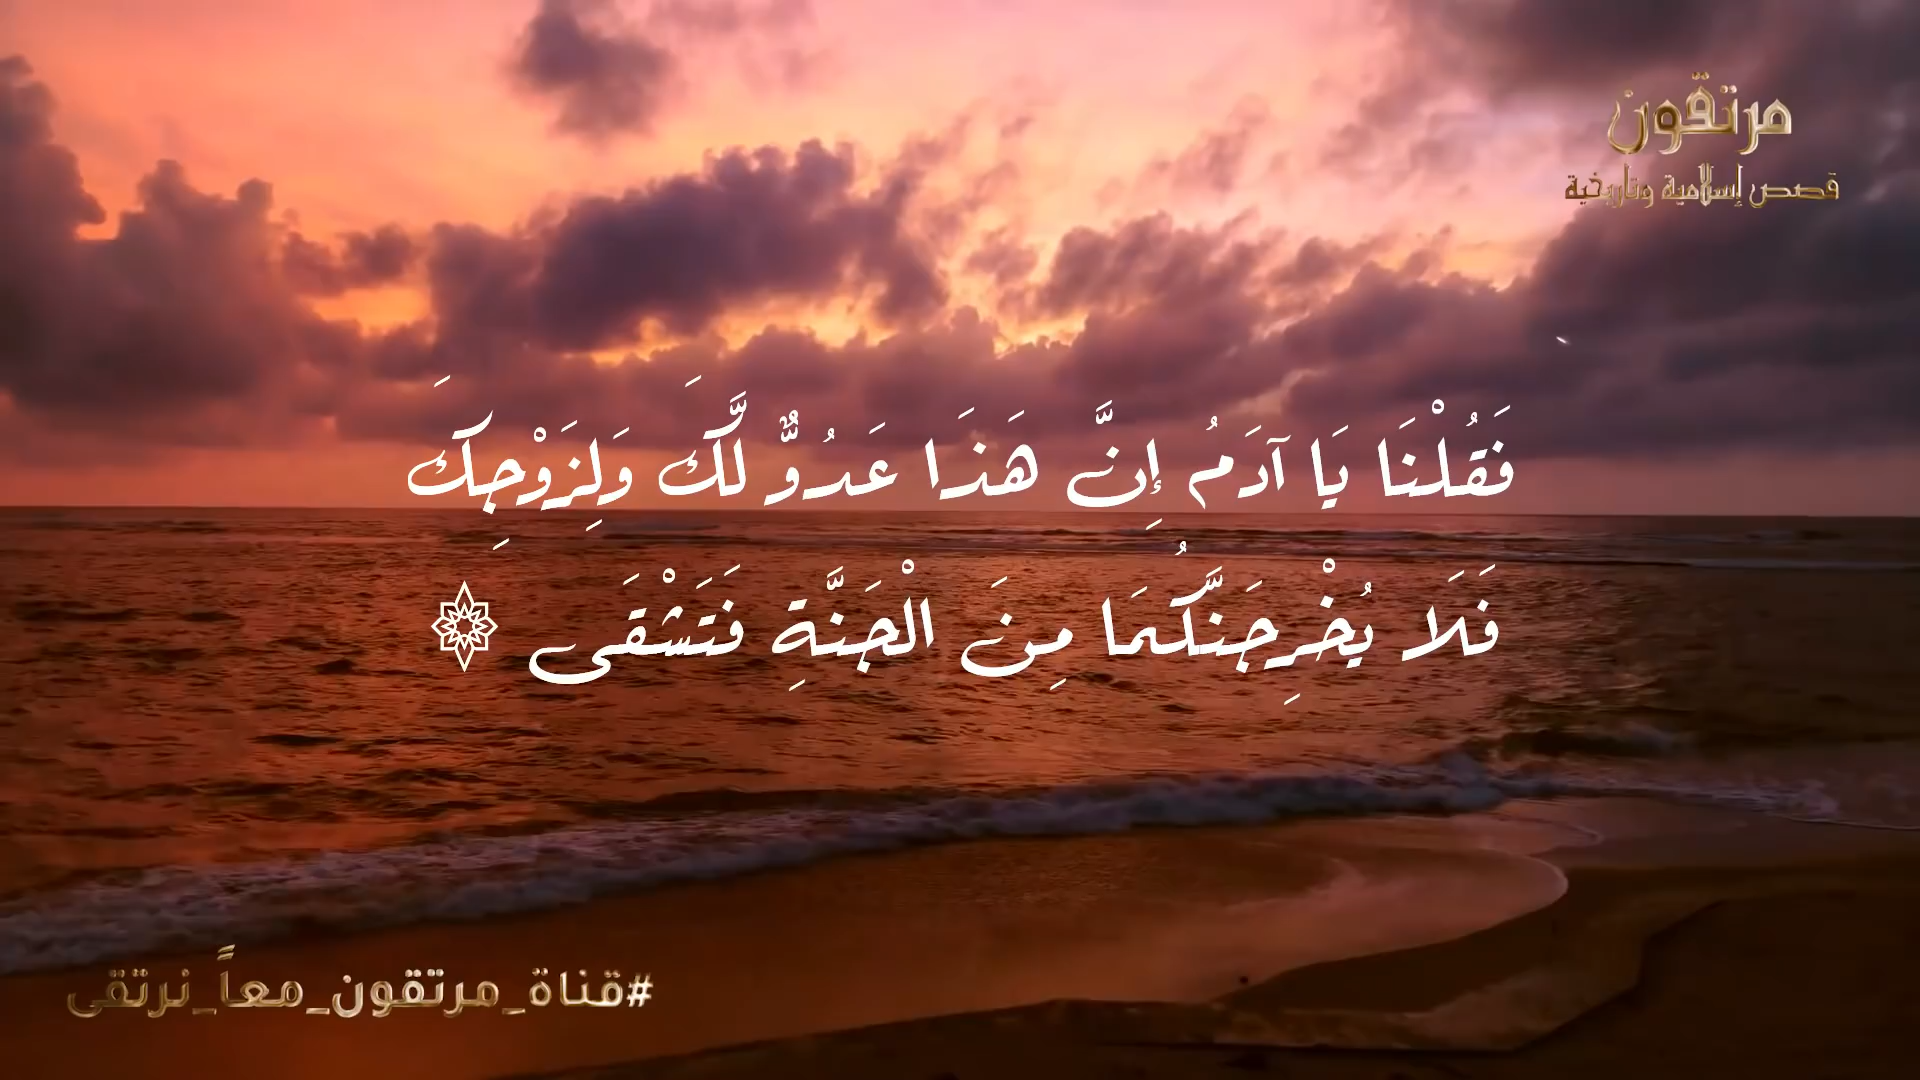 مرتقون
قصص إسلامية وتاريخية
فَقُلْنَا يَا آدَمُ إِنَّ هَذَا عَدُوٌّ لَّكَ وَلِزَوْجِكَ
فَلَا يُخْرِجَنَّكُمَا مِنَ الْجَنَّةِ فَتَشْقَى
#قناة_مرتقون_معاً_نرتقى